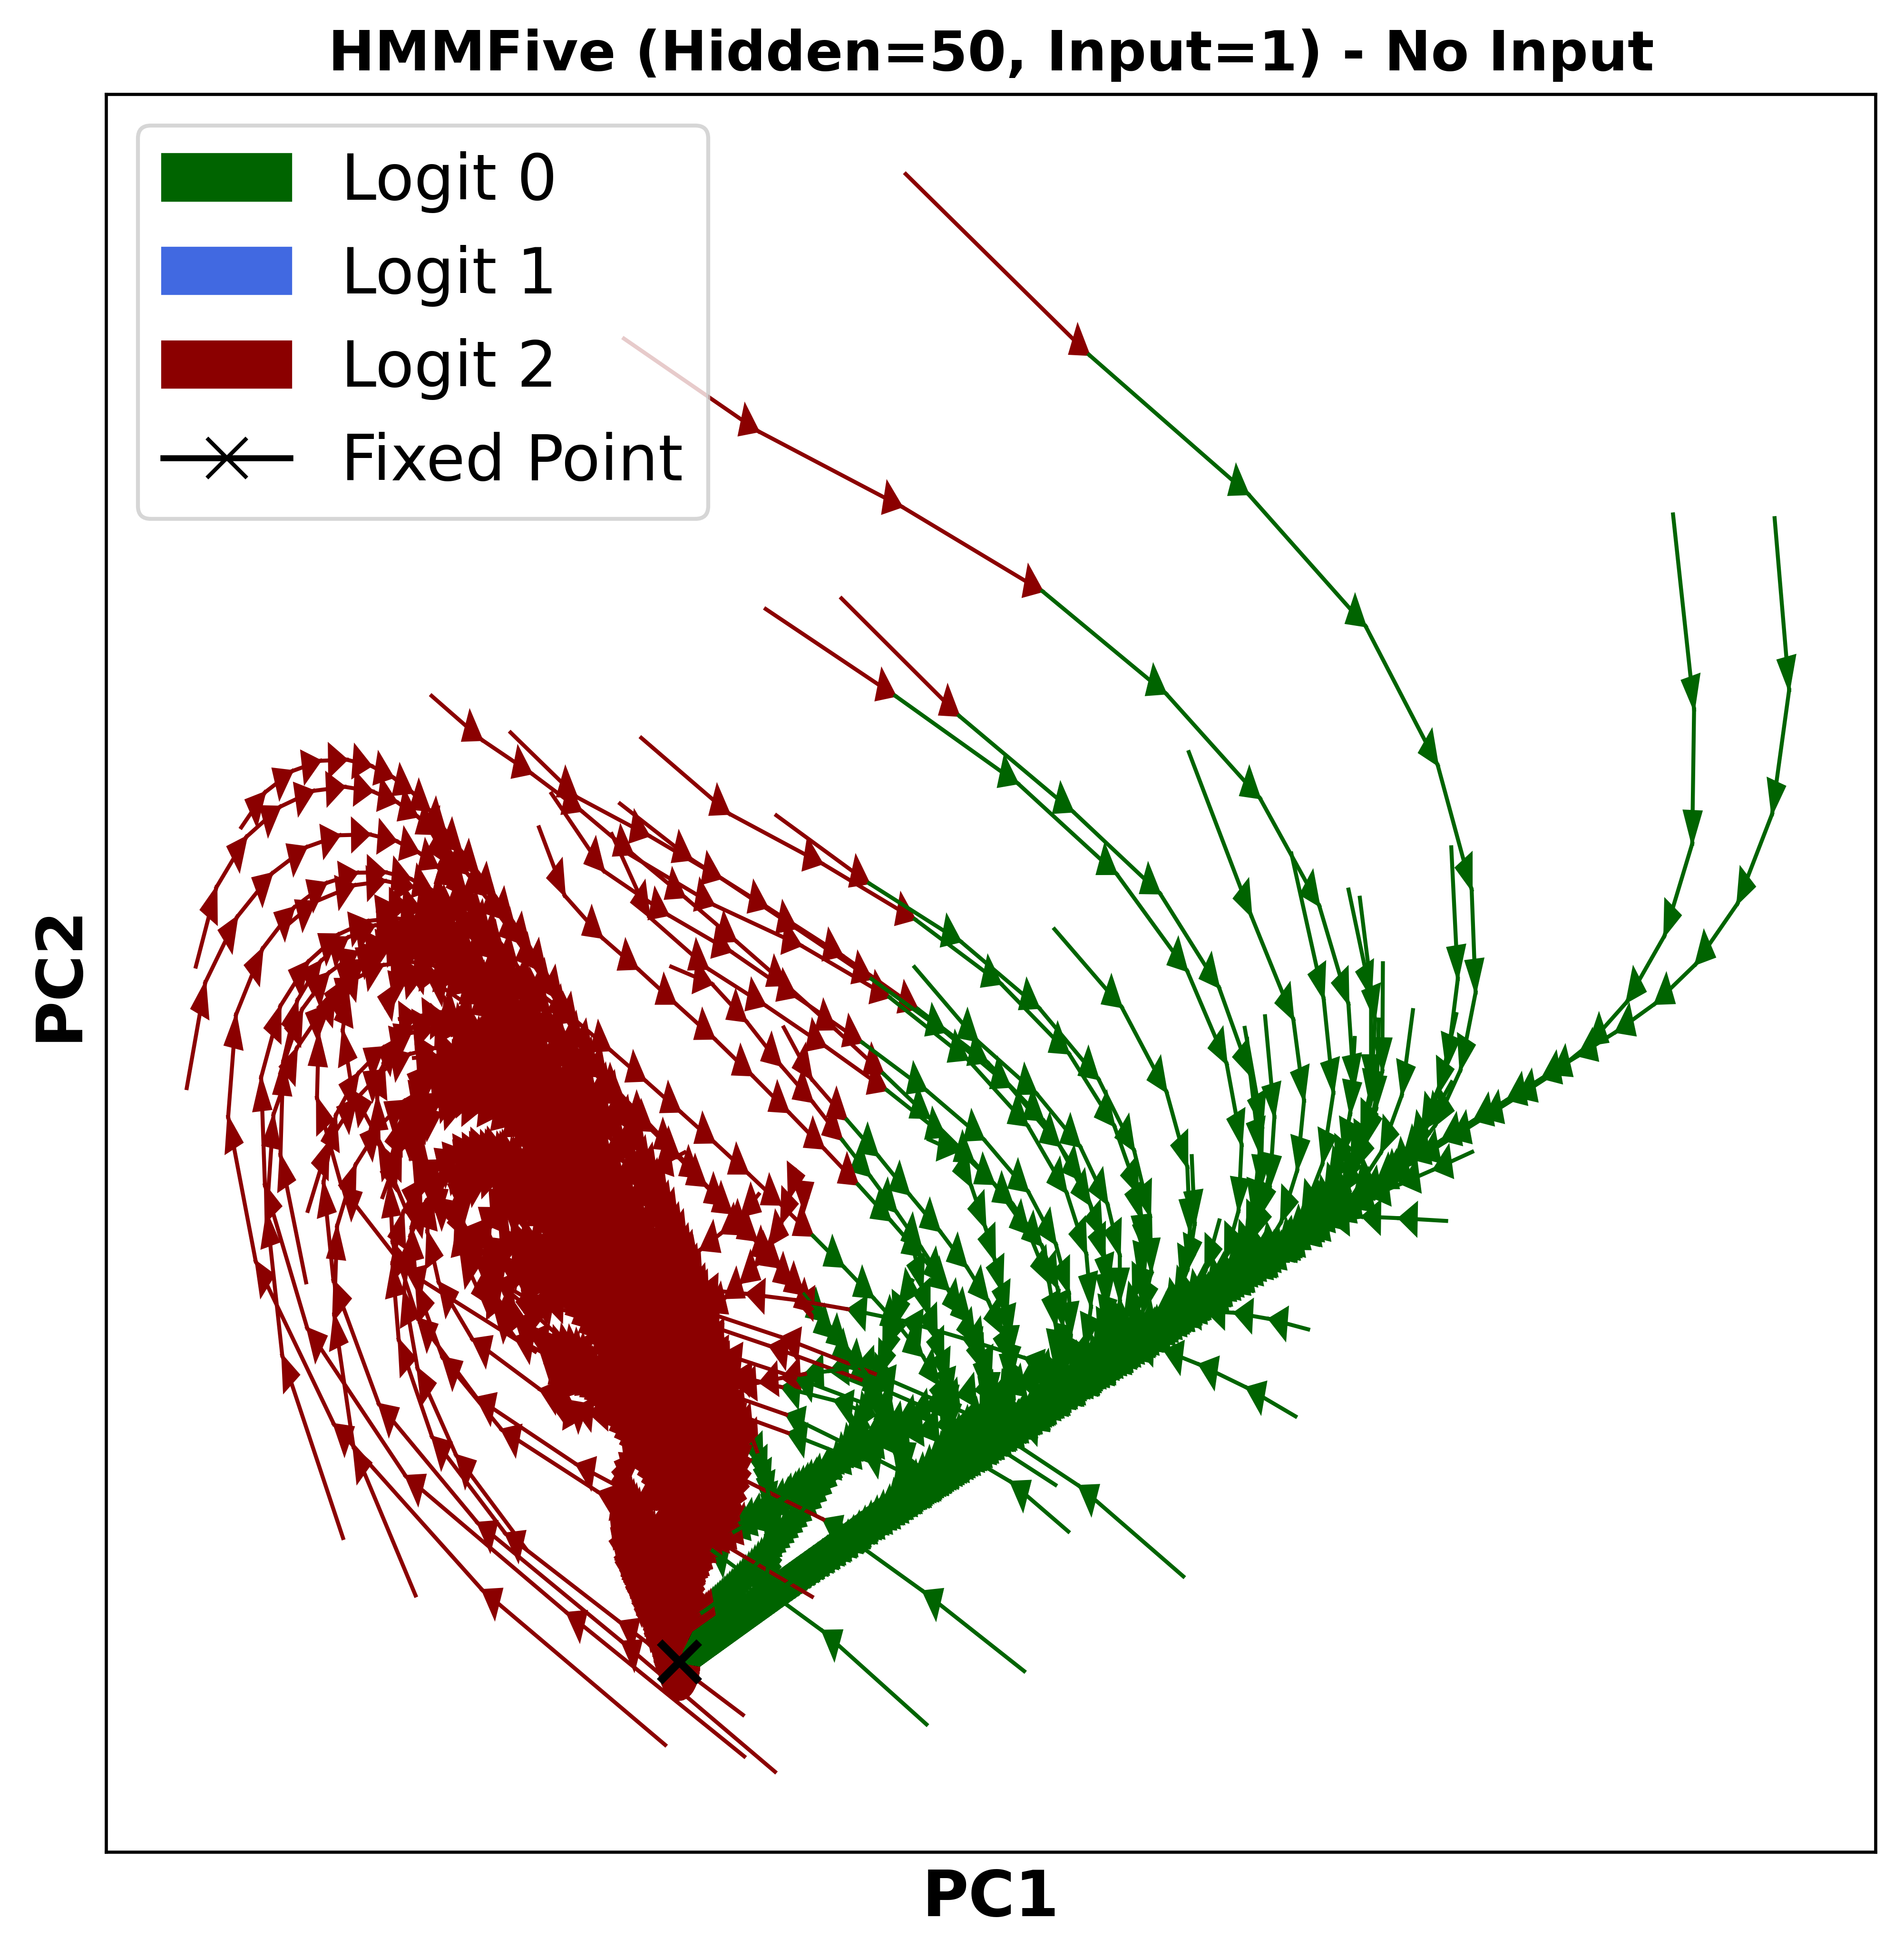 HMMFive (Hidden=50, Input=1) - No Input
Logit 0
Logit 1
Logit 2
Fixed Point
PC2
PC1